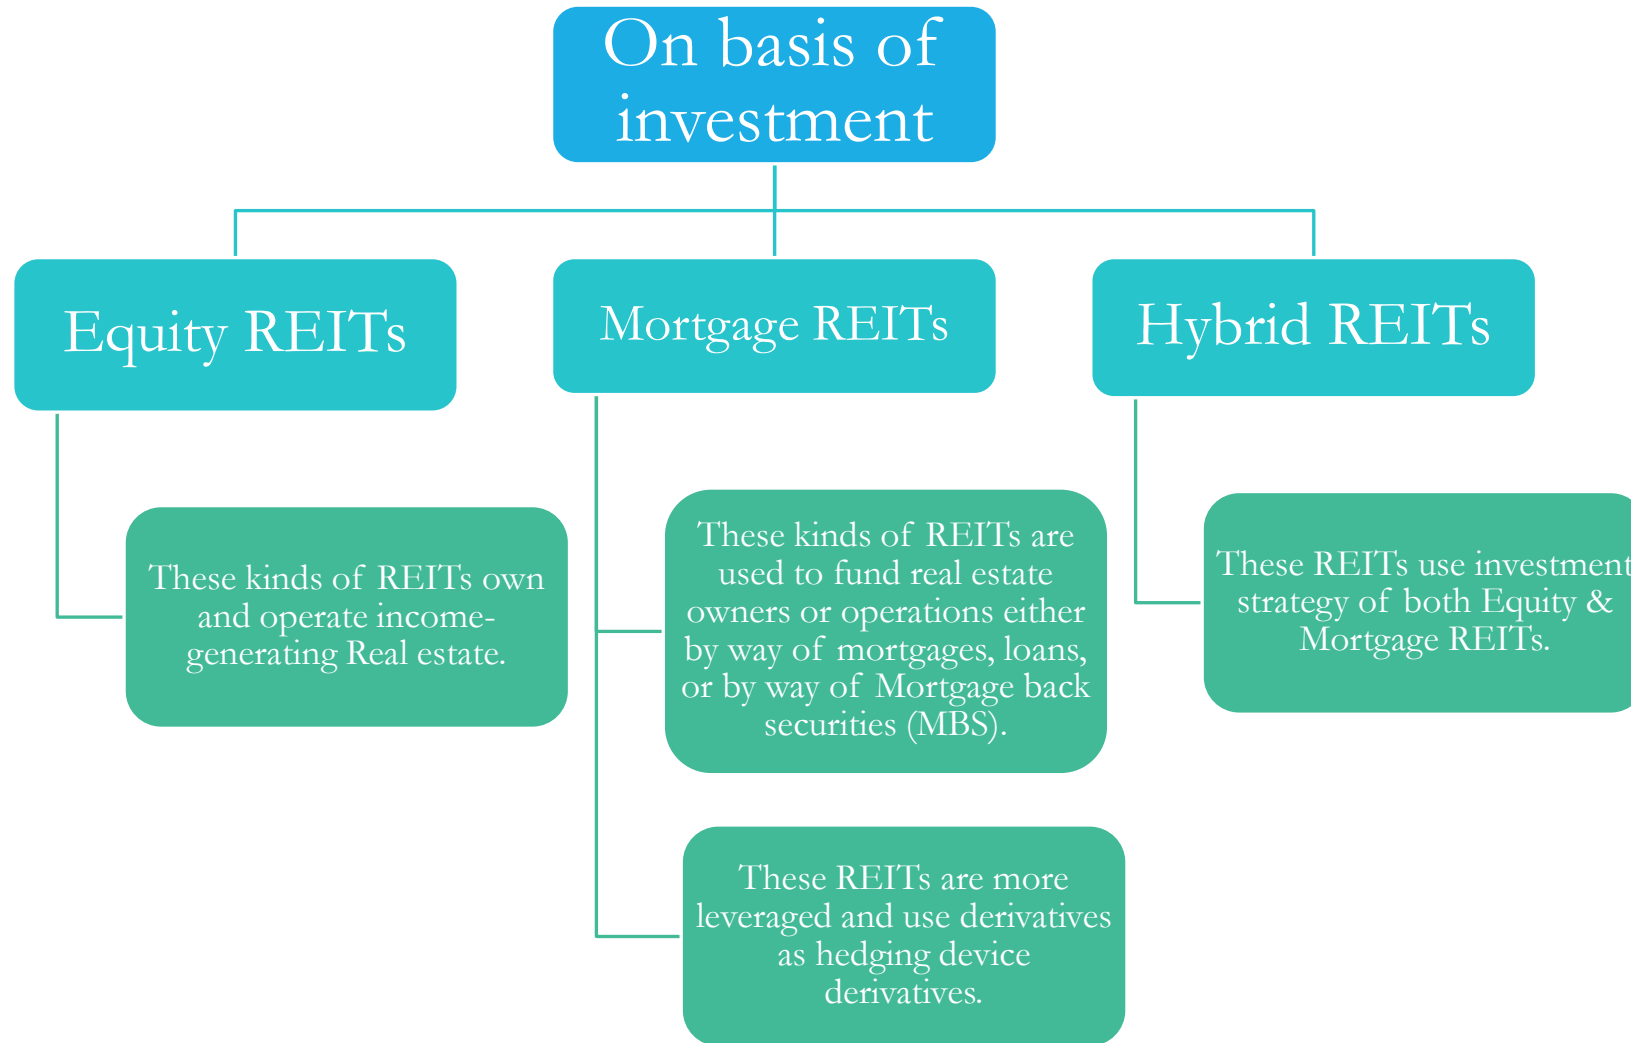 On basis of
investment
Equity REITs
Mortgage REITs
Hybrid REITs
These kinds of REITs own
and operate income-
generating Real estate.
These kinds of REITs are
used to fund real estate
owners or operations either
by way of mortgages, loans,
or by way of Mortgage back
securities (MBS).
These REITs are more
leveraged and use derivatives
as hedging device
derivatives.
These REITs use investment
strategy of both Equity &
Mortgage REITs.